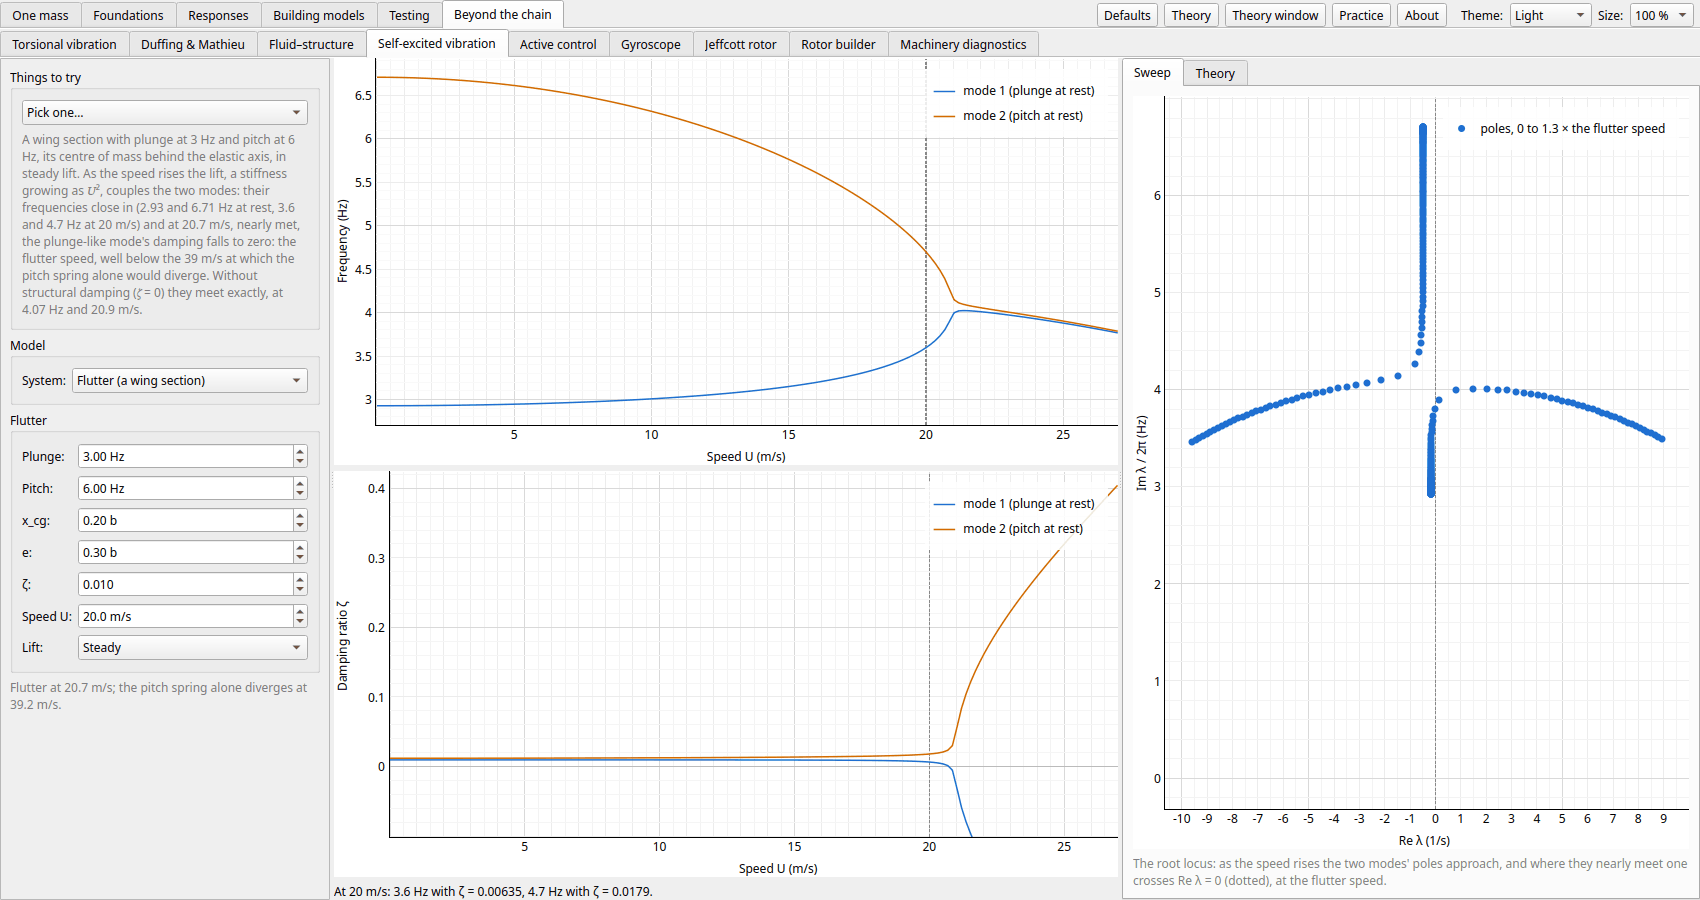 One mass Foundations Responses Building models Testing Beyond the chain Defaults Theory Theory window Practice About Theme: Light Size: 100 %
Torsional vibration Duffing & Mathieu Fluid–structure Self-excited vibration Active control Gyroscope Jeffcott rotor Rotor builder Machinery diagnostics
Things to try
Pick one...
A wing section with plunge at 3 Hz and pitch at 6
Hz, its centre of mass behind the elastic axis, in
steady lift. As the speed rises the lift, a stiffness
growing as U², couples the two modes: their
frequencies close in (2.93 and 6.71 Hz at rest, 3.6
and 4.7 Hz at 20 m/s) and at 20.7 m/s, nearly met,
the plunge-like mode's damping falls to zero: the
flutter speed, well below the 39 m/s at which the
pitch spring alone would diverge. Without
structural damping (ζ = 0) they meet exactly, at
4.07 Hz and 20.9 m/s.
Model
System: Flutter (a wing section)
Flutter
Plunge: 3.00 Hz
Pitch: 6.00 Hz
x_cg: 0.20 b
e: 0.30 b
ζ: 0.010
Speed U: 20.0 m/s
Lift: Steady
Flutter at 20.7 m/s; the pitch spring alone diverges at
39.2 m/s.
mode 1 (plunge at rest)
mode 2 (pitch at rest)
Frequency (Hz)
6.5
6
5.5
5
4.5
4
3.5
3
5 10 15 20 25
Speed U (m/s)
mode 1 (plunge at rest)
mode 2 (pitch at rest)
Damping ratio ζ
0.4
0.3
0.2
0.1
0
5 10 15 20 25
Speed U (m/s)
At 20 m/s: 3.6 Hz with ζ = 0.00635, 4.7 Hz with ζ = 0.0179.
Sweep Theory
poles, 0 to 1.3 × the flutter speed
Im λ / 2π (Hz)
6
5
4
3
2
1
0
-10 -9 -8 -7 -6 -5 -4 -3 -2 -1 0 1 2 3 4 5 6 7 8 9
Re λ (1/s)
The root locus: as the speed rises the two modes' poles approach, and where they nearly meet one
crosses Re λ = 0 (dotted), at the flutter speed.